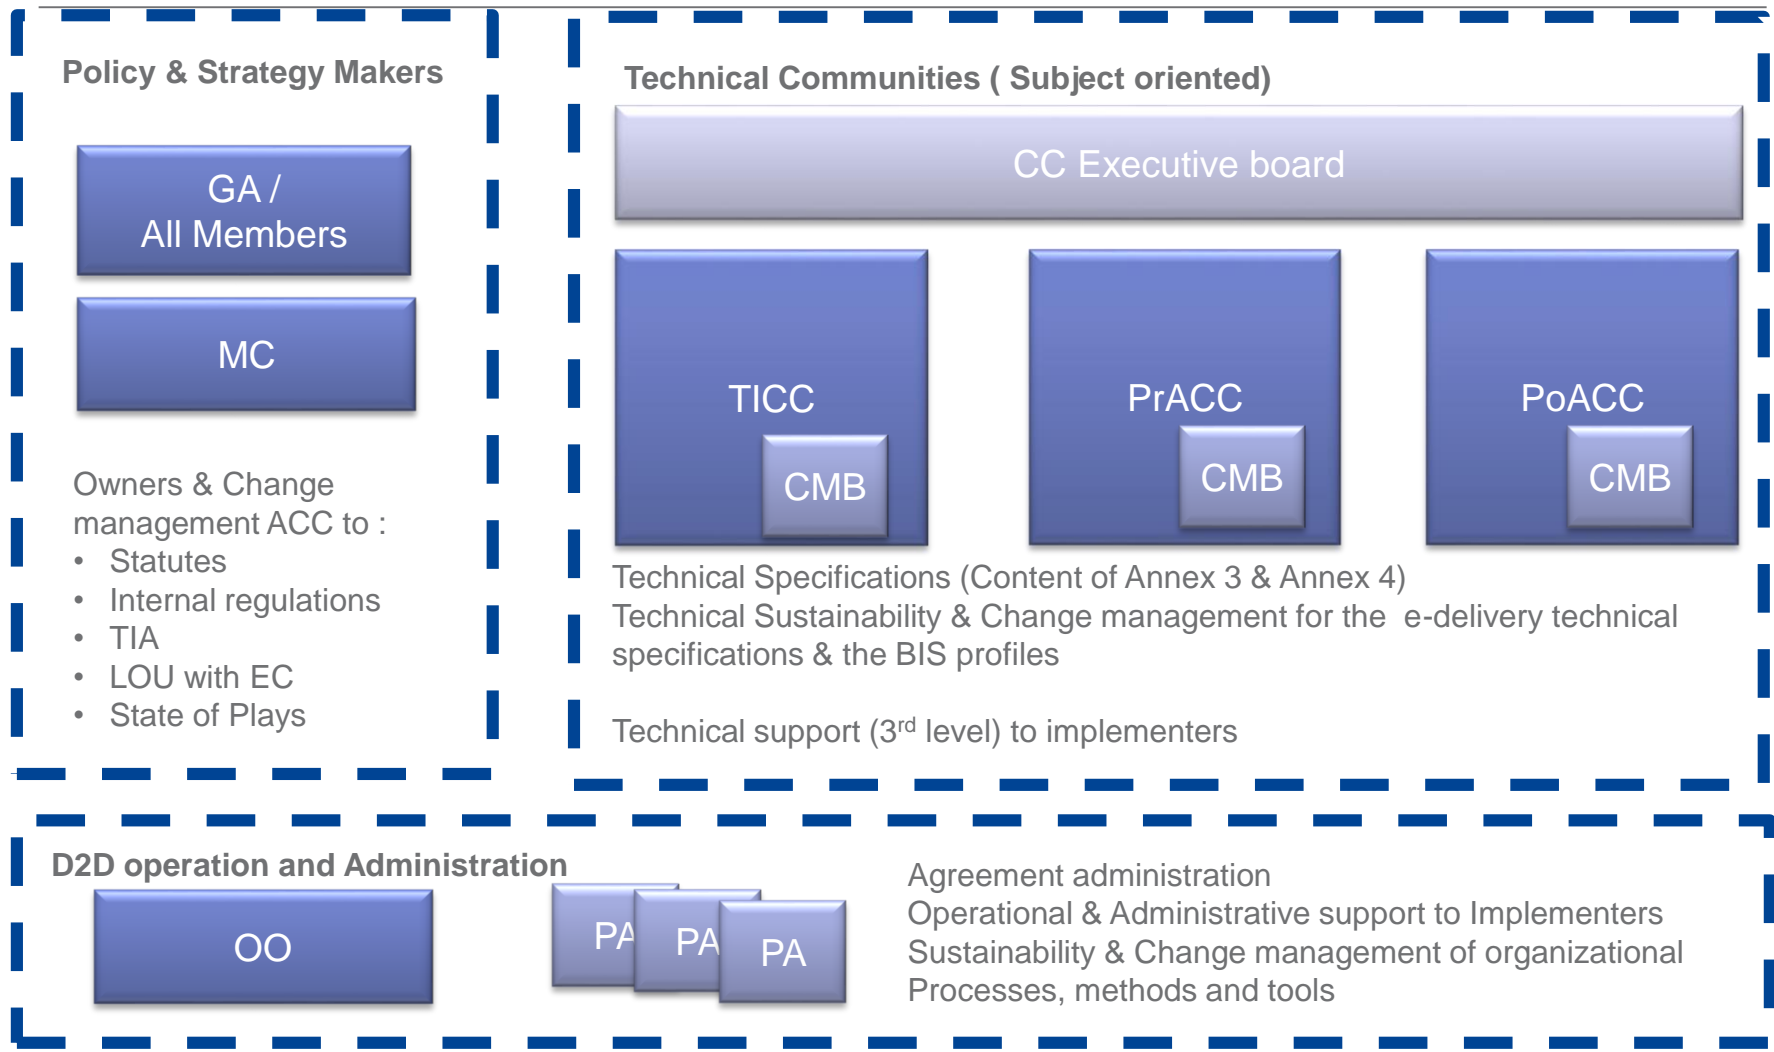 Policy & Strategy Makers
GA /
All Members
MC
Owners & Change
management ACC to :
• Statutes
• Internal regulations
• TIA
• LOU with EC
• State of Plays
Technical Communities ( Subject oriented)
CC Executive board
TICC
CMB
PrACC
CMB
PoACC
CMB
Technical Specifications (Content of Annex 3 & Annex 4)
Technical Sustainability & Change management for the e-delivery technical
specifications & the BIS profiles
Technical support (3rd level) to implementers
D2D operation and Administration
OO
PA
PA
PA
Agreement administration
Operational & Administrative support to Implementers
Sustainability & Change management of organizational
Processes, methods and tools